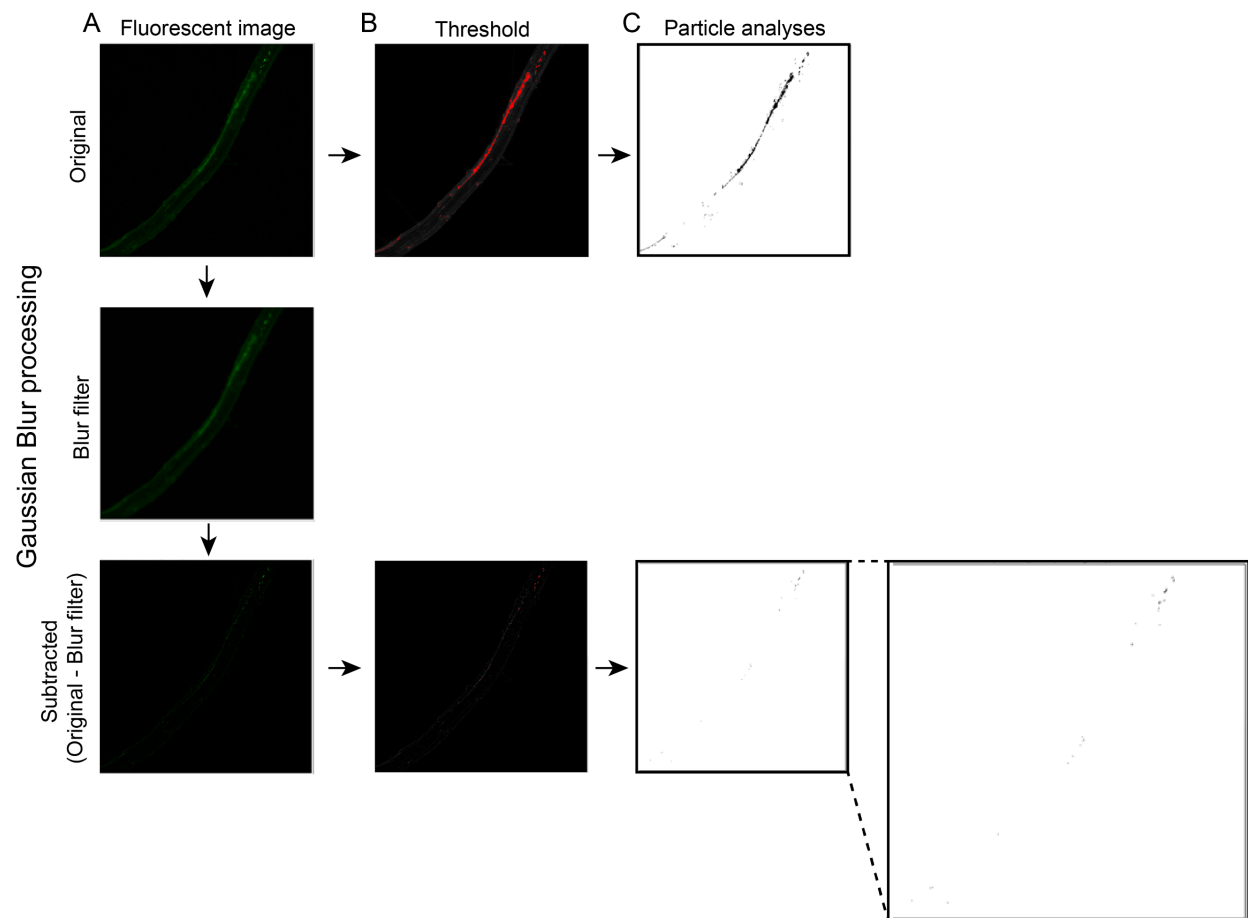 A Fluorescent image
B Threshold
C Particle analyses
Original
Gaussian Blur processing
Blur filter
Subtracted
(Original - Blur filter)